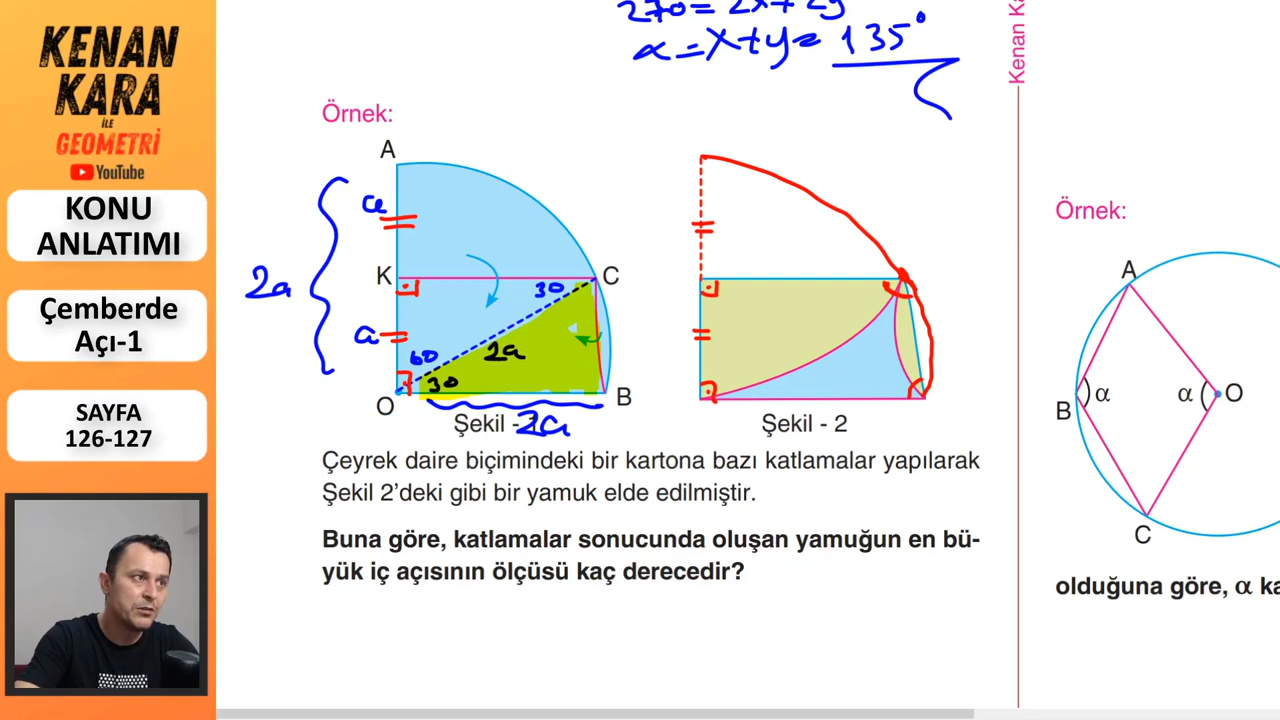 KENAN
KARA
İLE
GEOMETRİ
YouTube
KONU
ANLATIMI
Çemberde
Açı-1
SAYFA
126-127
270 = 2x+2y
α = x+y = 135°
Kenan Ka
Örnek:
A
a
K
C
30
2a
a
60
2a
30
O
B
2a
Şekil -
Şekil - 2
Çeyrek daire biçimindeki bir kartona bazı katlamalar yapılarak
Şekil 2'deki gibi bir yamuk elde edilmiştir.
Buna göre, katlamalar sonucunda oluşan yamuğun en bü-
yük iç açısının ölçüsü kaç derecedir?
Örnek:
A
B
α
α
O
C
olduğuna göre, α ka